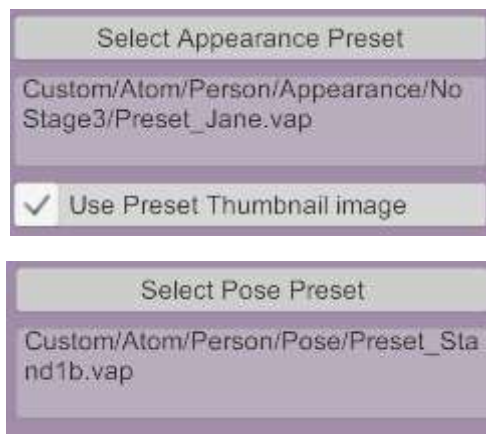 Select Appearance Preset
Custom/Atom/Person/Appearance/No
Stage3/Preset_Jane.vap
Use Preset Thumbnail image
Select Pose Preset
Custom/Atom/Person/Pose/Preset_Sta
nd1b.vap